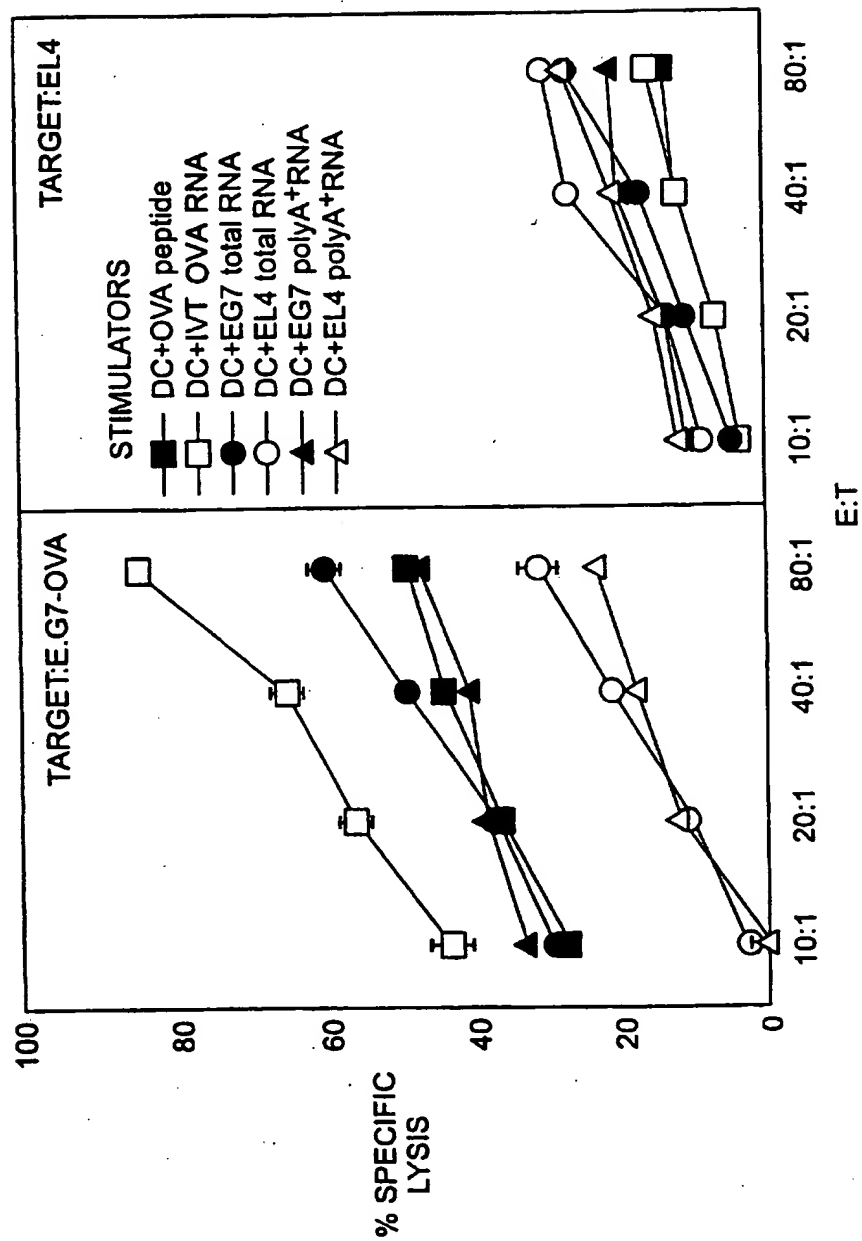 TARGET:E.G7-OVA
TARGET:EL4
STIMULATORS
DC+OVA peptide
DC+IVT OVA RNA
DC+EG7 total RNA
DC+EL4 total RNA
DC+EG7 polyA+RNA
DC+EL4 polyA+RNA
% SPECIFIC
LYSIS
100
80
60
40
20
0
10:1
20:1
40:1
80:1
10:1
20:1
40:1
80:1
E:T